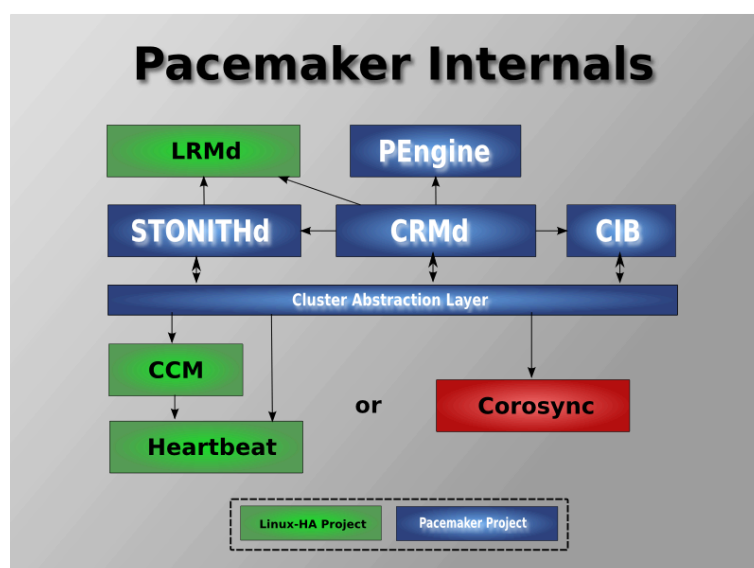 Pacemaker Internals
LRMd
PEngine
STONITHd
CRMd
CIB
Cluster Abstraction Layer
CCM
or
Corosync
Heartbeat
Linux-HA Project
Pacemaker Project